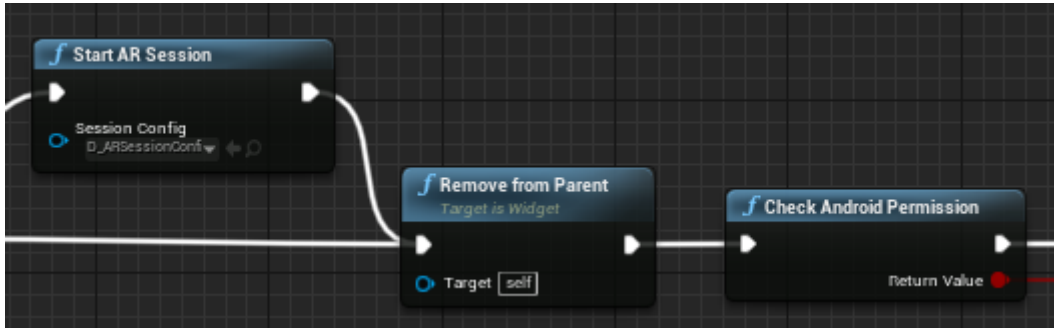 f Start AR Session
Session Config
D_ARSessionConfi
f Remove from Parent
Target is Widget
Target self
f Check Android Permission
Return Value